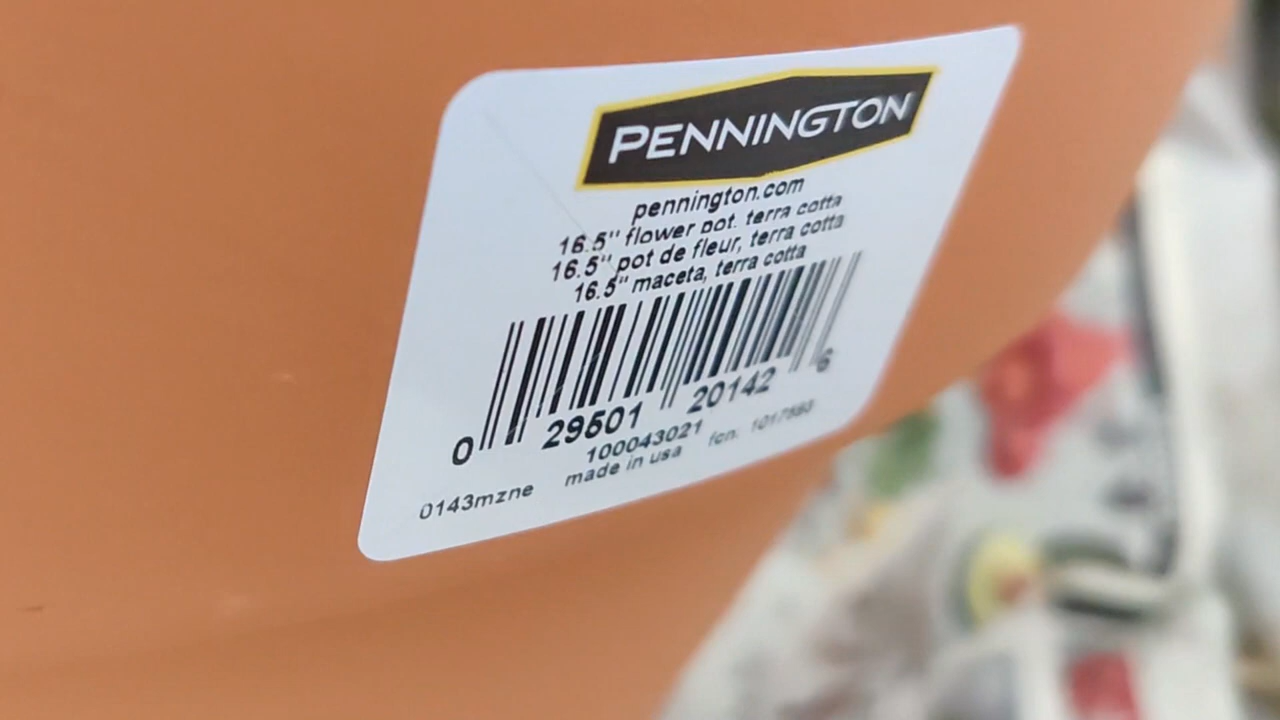 PENNINGTON
pennington.com
16.5" flower pot, terra cotta
16.5" pot de fleur, terra cotta
16.5" maceta, terra cotta
0 29501 20142 6
100043021
made in usa fcn.
0143mzne